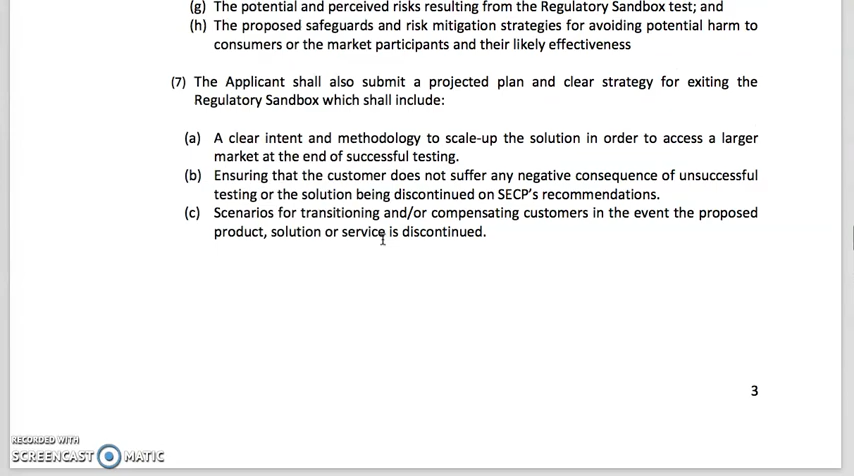 (g) The potential and perceived risks resulting from the Regulatory Sandbox test; and
(h) The proposed safeguards and risk mitigation strategies for avoiding potential harm to
consumers or the market participants and their likely effectiveness
(7) The Applicant shall also submit a projected plan and clear strategy for exiting the
Regulatory Sandbox which shall include:
(a) A clear intent and methodology to scale-up the solution in order to access a larger
market at the end of successful testing.
(b) Ensuring that the customer does not suffer any negative consequence of unsuccessful
testing or the solution being discontinued on SECP's recommendations.
(c) Scenarios for transitioning and/or compensating customers in the event the proposed
product, solution or service is discontinued.
3
RECORDED WITH
SCREENCAST MATIC